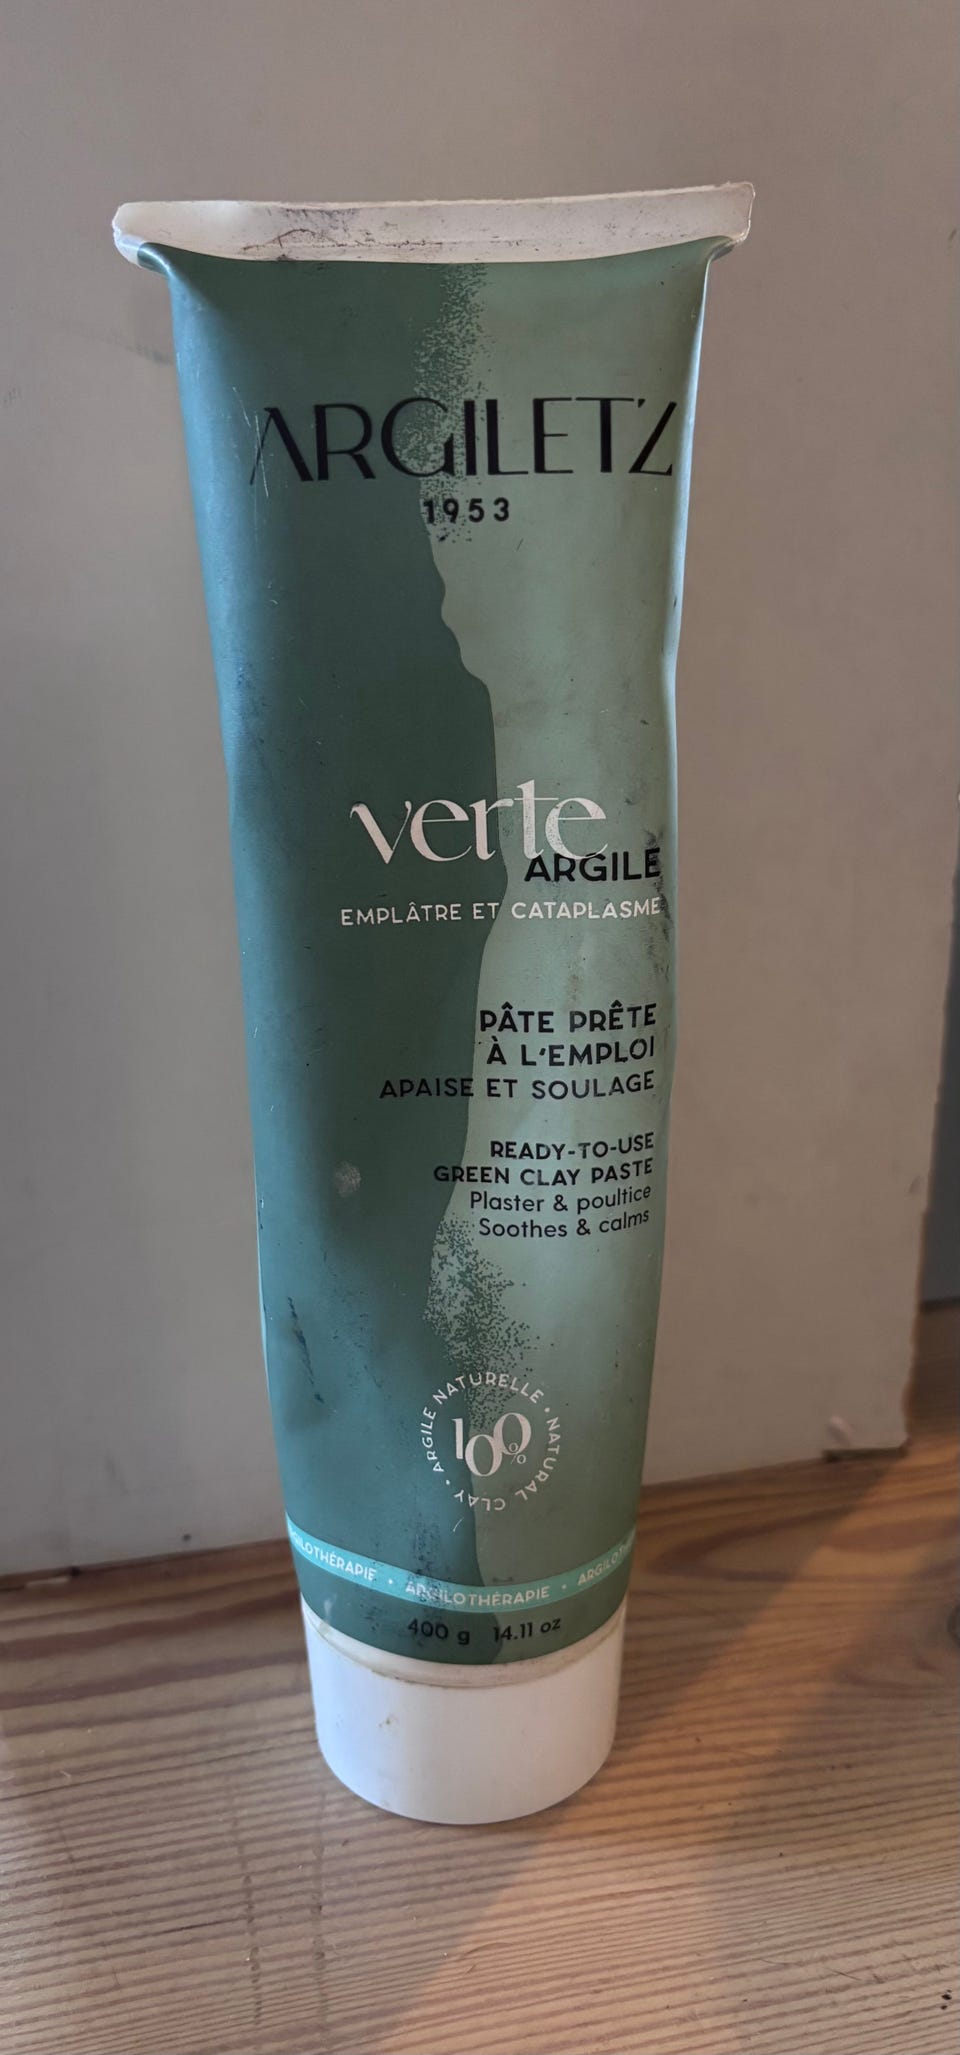 ARGILETZ
1953
verte
ARGILE
EMPLÂTRE ET CATAPLASME
PÂTE PRÊTE
À L'EMPLOI
APAISE ET SOULAGE
READY-TO-USE
GREEN CLAY PASTE
Plaster & poultice
Soothes & calms
ARGILE NATURELLE • NATURAL CLAY •
100%
ARGILOTHÉRAPIE • ARGILOTHÉRAPIE •
400 g 14.11 oz